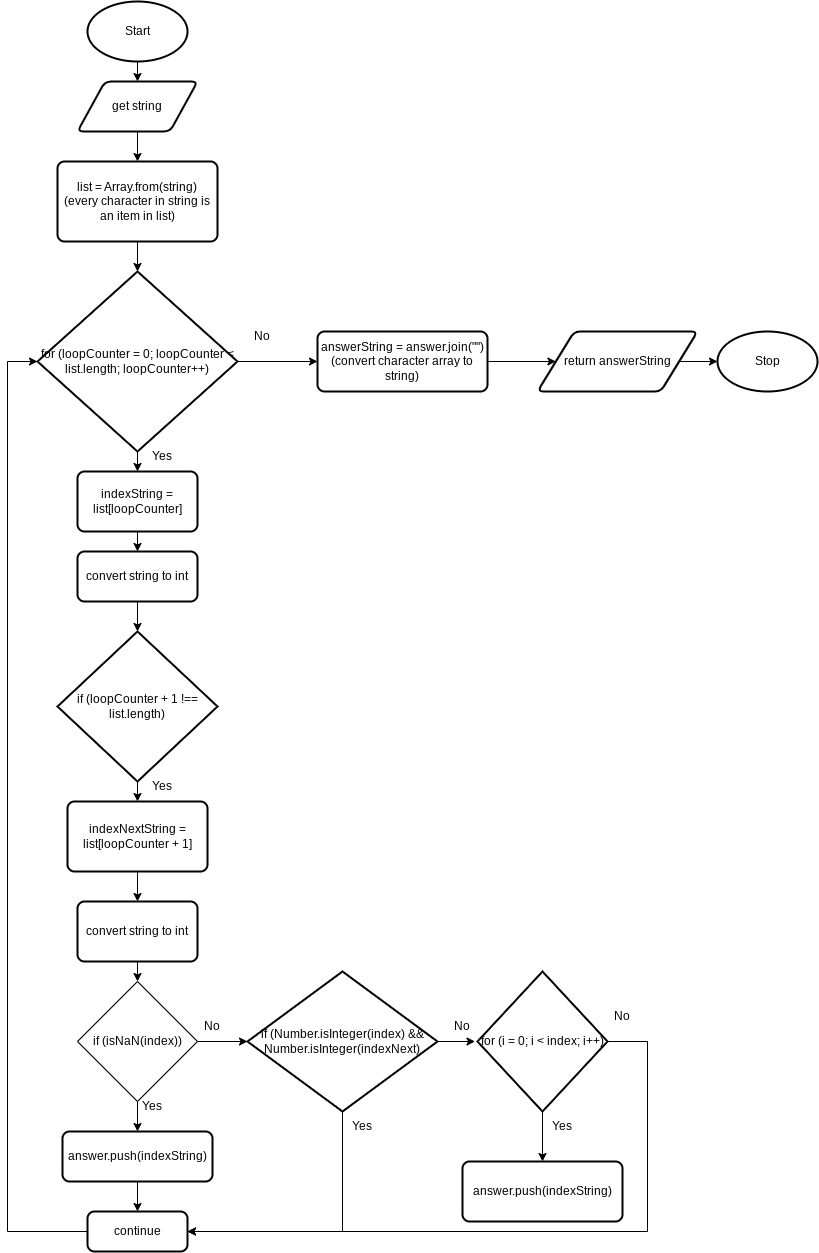 Start
get string
list = Array.from(string)
(every character in string is
an item in list)
for (loopCounter = 0; loopCounter <
list.length; loopCounter++)
No
answerString = answer.join("")
(convert character array to
string)
return answerString
Stop
Yes
indexString =
list[loopCounter]
convert string to int
if (loopCounter + 1 !==
list.length)
Yes
indexNextString =
list[loopCounter + 1]
convert string to int
if (isNaN(index))
No
if (Number.isInteger(index) &&
Number.isInteger(indexNext)
No
for (i = 0; i < index; i++)
No
Yes
answer.push(indexString)
Yes
Yes
answer.push(indexString)
continue